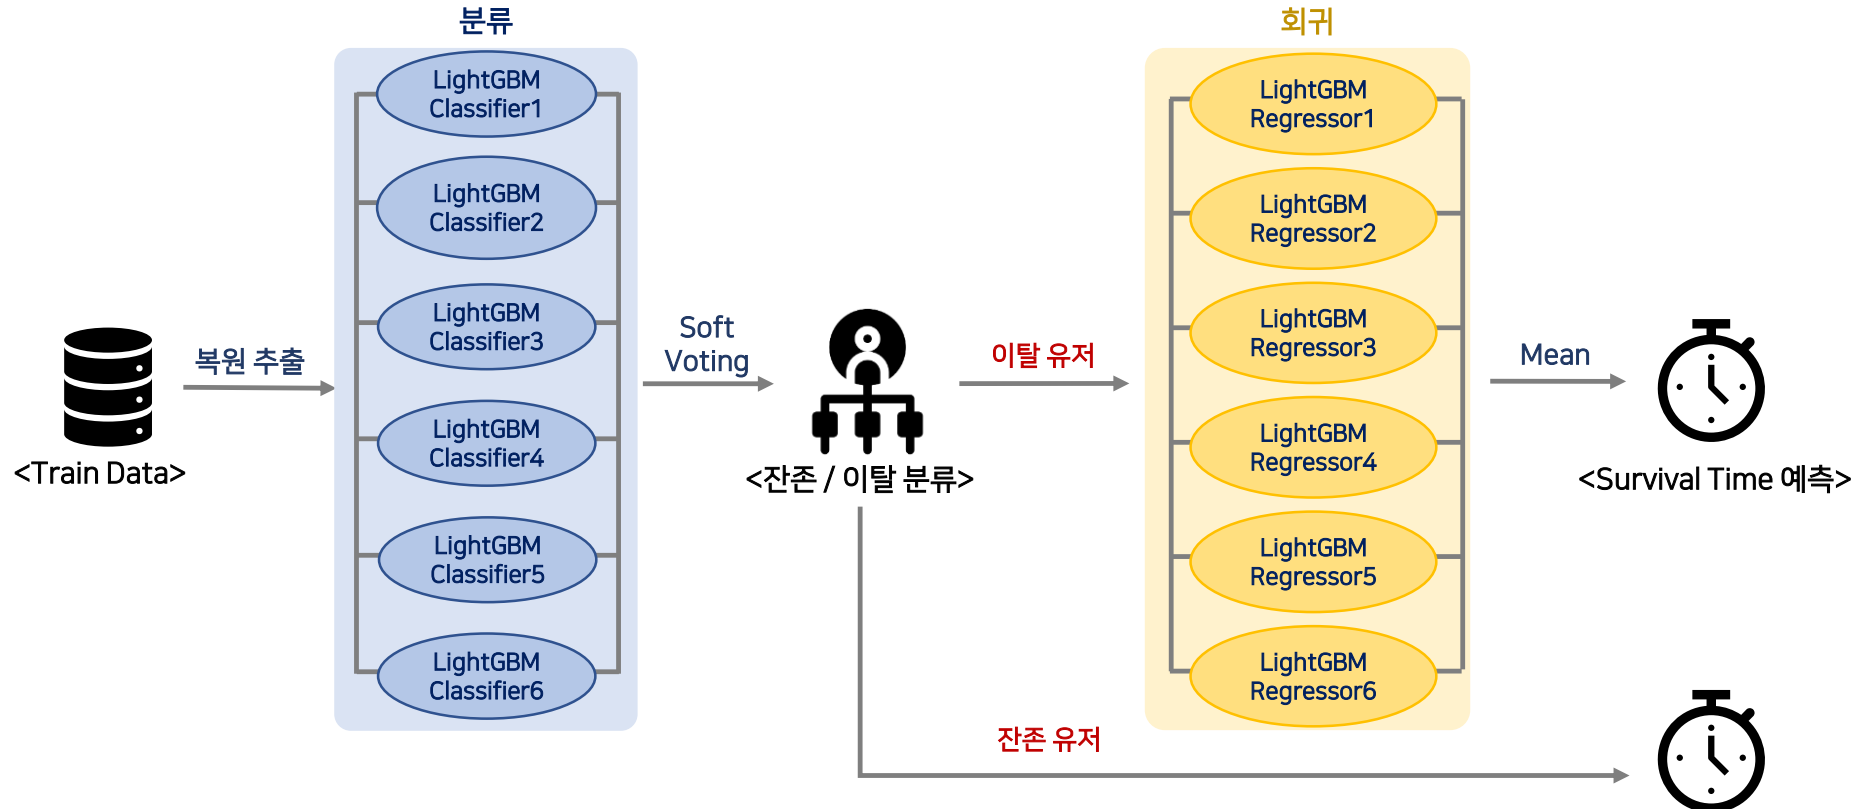 분류
회귀
LightGBM
Classifier1
LightGBM
Classifier2
LightGBM
Classifier3
LightGBM
Classifier4
LightGBM
Classifier5
LightGBM
Classifier6
복원 추출
<Train Data>
Soft
Voting
<잔존 / 이탈 분류>
이탈 유저
잔존 유저
LightGBM
Regressor1
LightGBM
Regressor2
LightGBM
Regressor3
LightGBM
Regressor4
LightGBM
Regressor5
LightGBM
Regressor6
Mean
<Survival Time 예측>